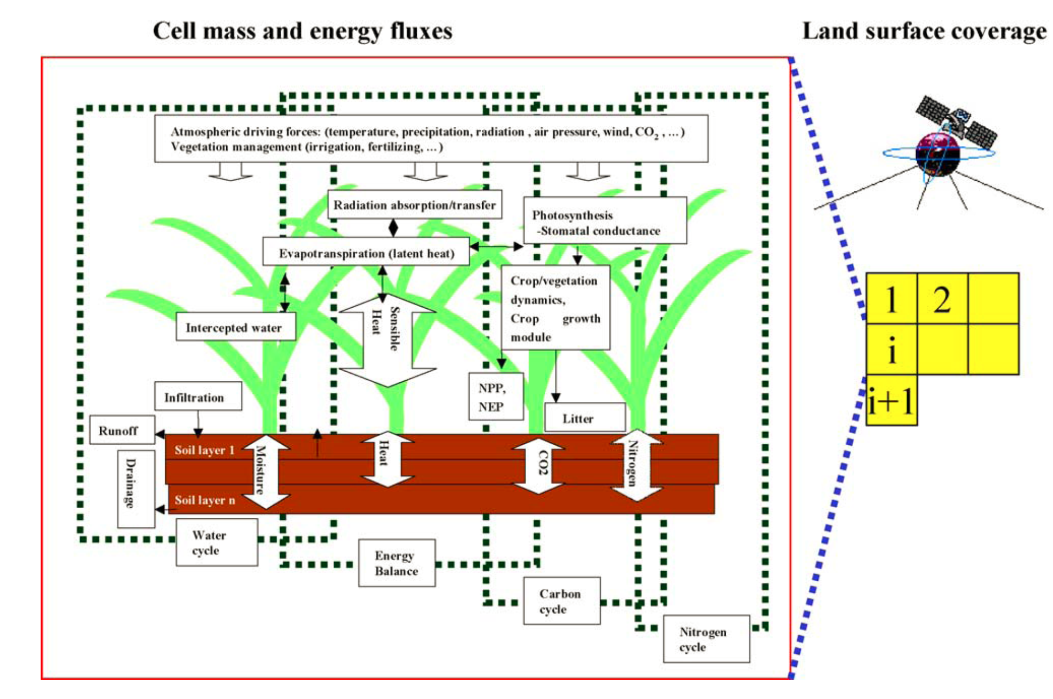 Cell mass and energy fluxes
Land surface coverage
Atmospheric driving forces: (temperature, precipitation, radiation , air pressure, wind, CO2 , ... )
Vegetation management (irrigation, fertilizing, ... )
Radiation absorption/transfer
Photosynthesis
-Stomatal conductance
Evapotranspiration (latent heat)
Crop/vegetation
dynamics,
Crop growth
module
Intercepted water
Sensible
Heat
NPP,
NEP
Litter
Infiltration
Runoff
Drainage
Soil layer 1
Soil layer n
Moisture
Heat
CO2
Nitrogen
Water
cycle
Energy
Balance
Carbon
cycle
Nitrogen
cycle
1 2
i
i+1